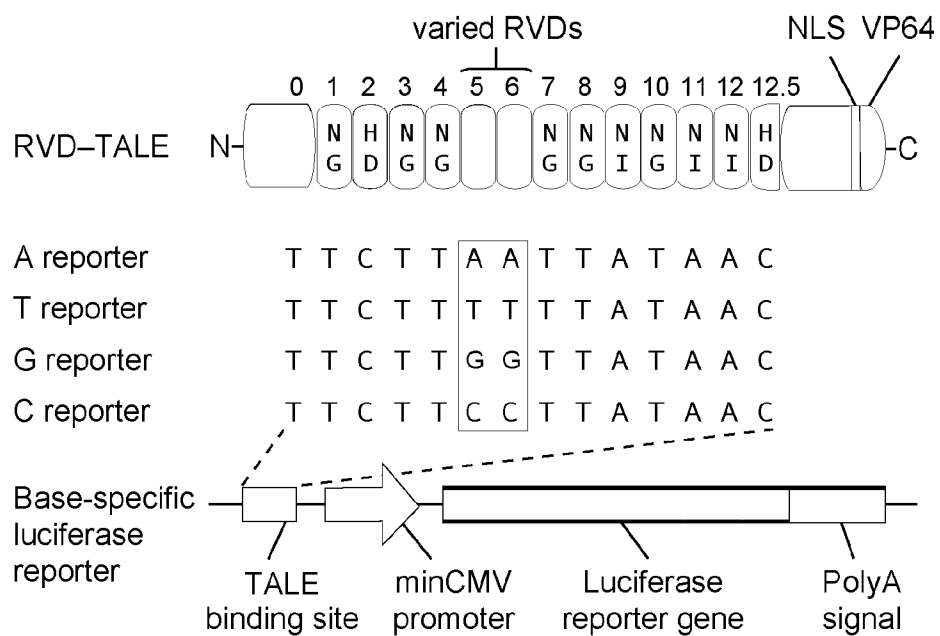 varied RVDs
NLS VP64
0 1 2 3 4 5 6 7 8 9 10 11 12 12.5
RVD–TALE N- N H N N N N N N N N H -C
G D G G G G I G I I D
A reporter T T C T T A A T T A T A A C
T reporter T T C T T T T T T A T A A C
G reporter T T C T T G G T T A T A A C
C reporter T T C T T C C T T A T A A C
Base-specific
luciferase
reporter
TALE
binding site
minCMV
promoter
Luciferase
reporter gene
PolyA
signal